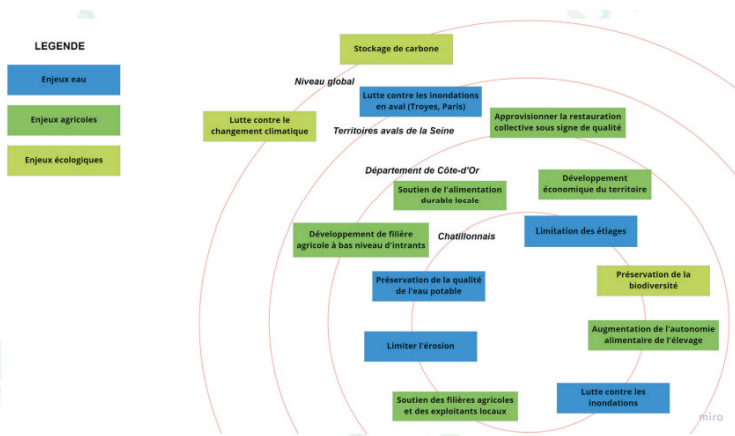 LEGENDE
Enjeux eau
Enjeux agricoles
Enjeux écologiques
Stockage de carbone
Niveau global
Lutte contre les inondations
en aval (Troyes, Paris)
Lutte contre le
changement climatique
Territoires avals de la Seine
Approvisionner la restauration
collective sous signe de qualité
Département de Côte-d'Or
Soutien de l'alimentation
durable locale
Développement
économique du territoire
Développement de filière
agricole à bas niveau d'intrants
Chatillonnais
Limitation des étiages
Préservation de la qualité
de l'eau potable
Préservation de la
biodiversité
Limiter l'érosion
Augmentation de l'autonomie
alimentaire de l'élevage
Soutien des filières agricoles
et des exploitants locaux
Lutte contre les
inondations
miro